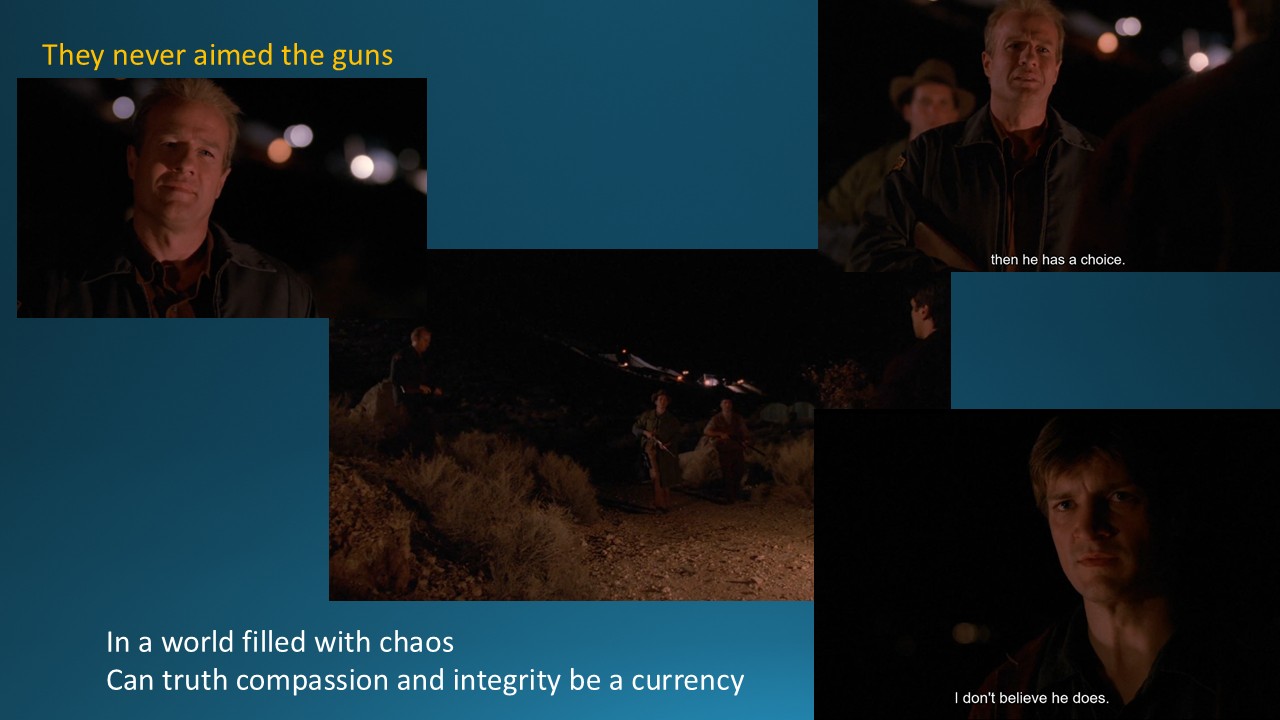 They never aimed the guns
then he has a choice.
In a world filled with chaos
Can truth compassion and integrity be a currency
I don't believe he does.